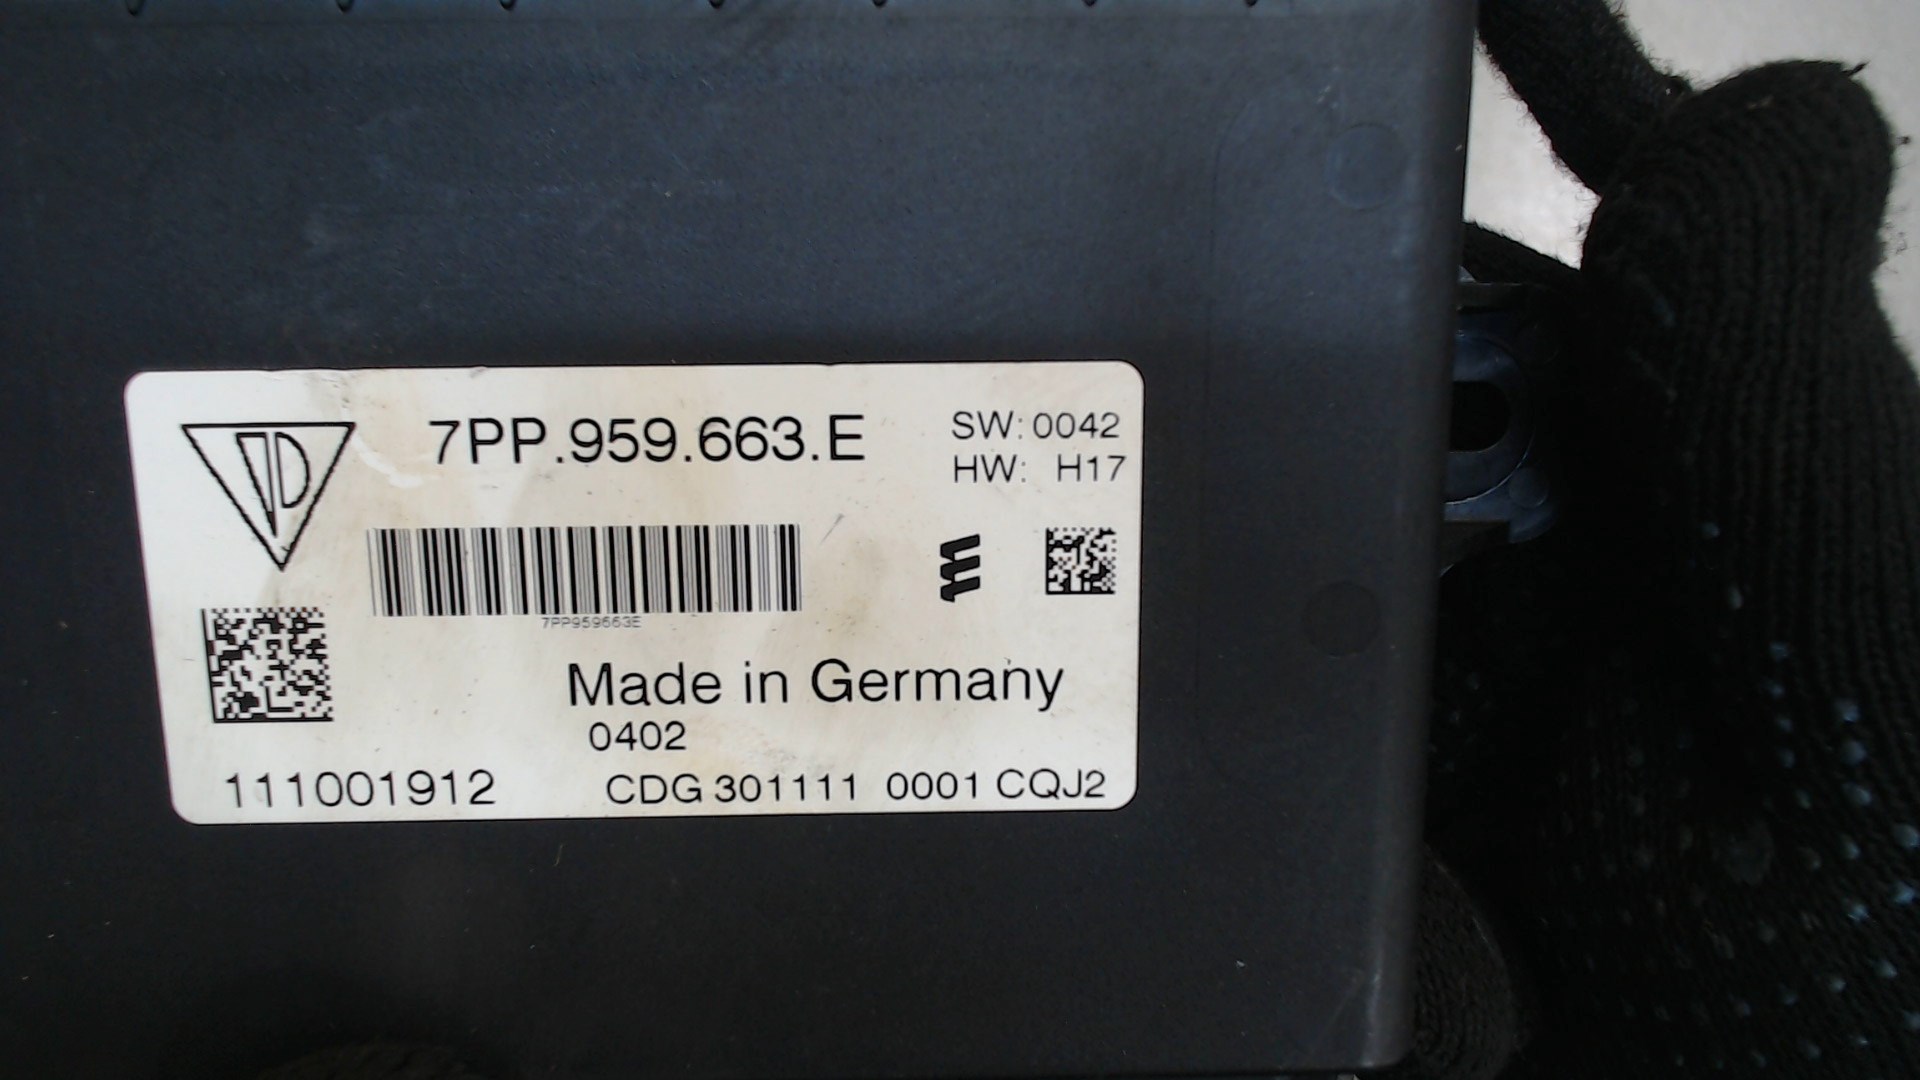 7PP.959.663.E
SW: 0042
HW: H17
7PP959663E
Made in Germany
0402
111001912 CDG 301111 0001 CQJ2